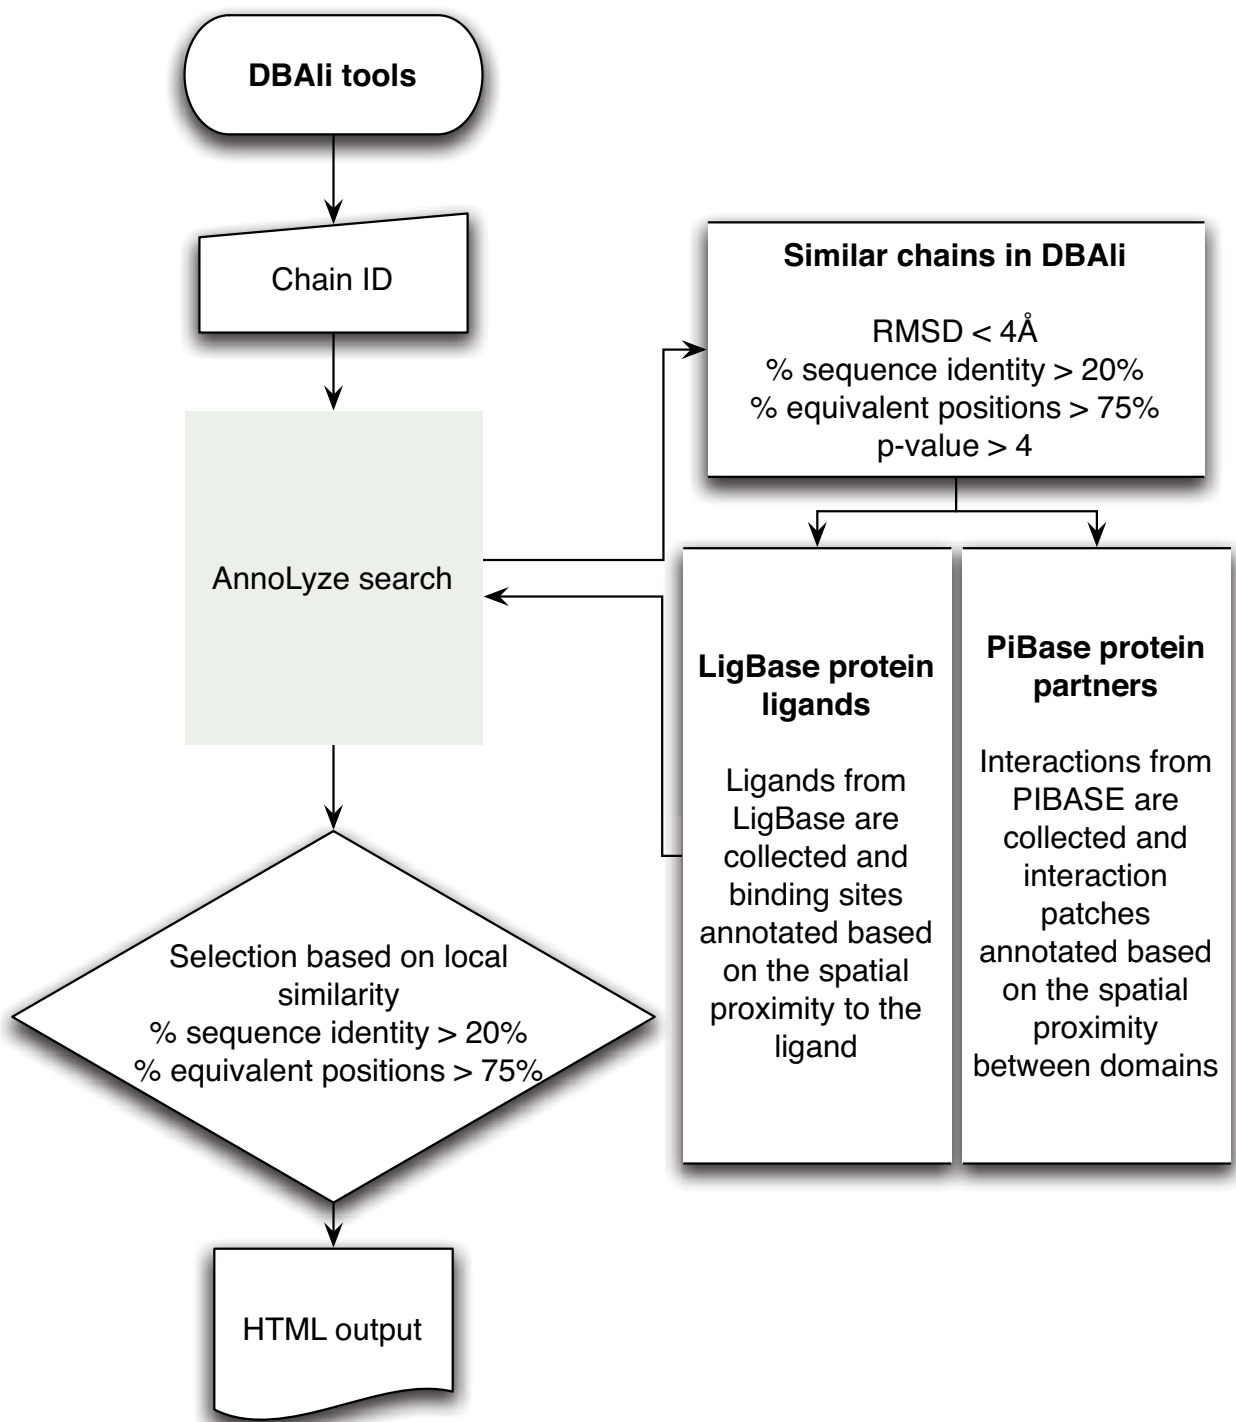 DBAli tools
Chain ID
AnnoLyze search
Selection based on local
similarity
% sequence identity > 20%
% equivalent positions > 75%
HTML output
Similar chains in DBAli
RMSD < 4Å
% sequence identity > 20%
% equivalent positions > 75%
p-value > 4
LigBase protein
ligands
Ligands from
LigBase are
collected and
binding sites
annotated based
on the spatial
proximity to the
ligand
PiBase protein
partners
Interactions from
PIBASE are
collected and
interaction
patches
annotated based
on the spatial
proximity
between domains